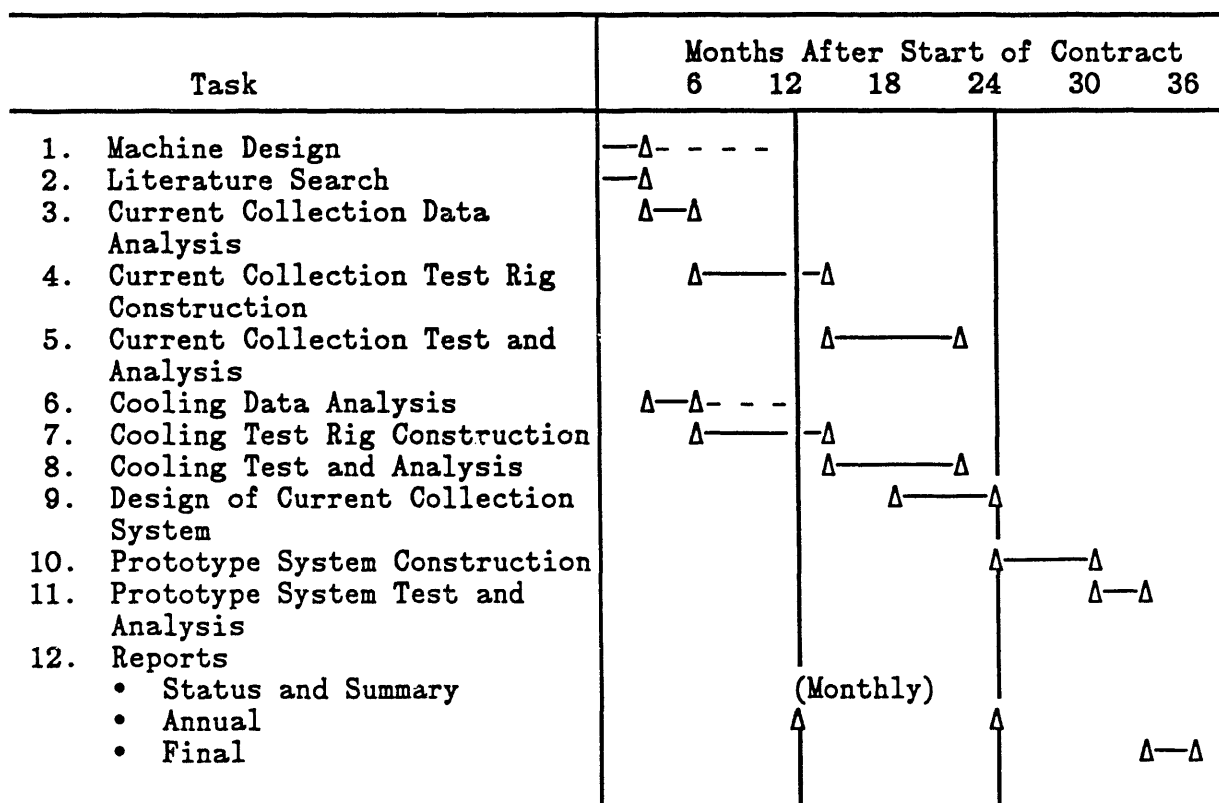 Months After Start of Contract
Task 6 12 18 24 30 36
1. Machine Design
2. Literature Search
3. Current Collection Data
Analysis
4. Current Collection Test Rig
Construction
5. Current Collection Test and
Analysis
6. Cooling Data Analysis
7. Cooling Test Rig Construction
8. Cooling Test and Analysis
9. Design of Current Collection
System
10. Prototype System Construction
11. Prototype System Test and
Analysis
12. Reports
• Status and Summary (Monthly)
• Annual
• Final